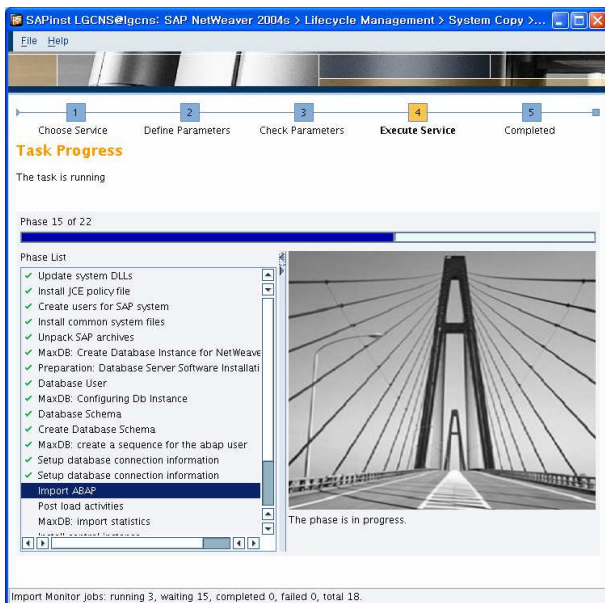 SAPinst LGCNS@lgcns: SAP NetWeaver 2004s > Lifecycle Management > System Copy >...
File Help
1 2 3 4 5
Choose Service Define Parameters Check Parameters Execute Service Completed
Task Progress
The task is running
Phase 15 of 22
Phase List
Update system DLLs
Install JCE policy file
Create users for SAP system
Install common system files
Unpack SAP archives
MaxDB: Create Database Instance for NetWeave
Preparation: Database Server Software Installati
Database User
MaxDB: Configuring Db Instance
Database Schema
Create Database Schema
MaxDB: create a sequence for the abap user
Setup database connection information
Setup database connection information
Import ABAP
Post load activities
MaxDB: import statistics
Install central instance
The phase is in progress.
Import Monitor jobs: running 3, waiting 15, completed 0, failed 0, total 18.